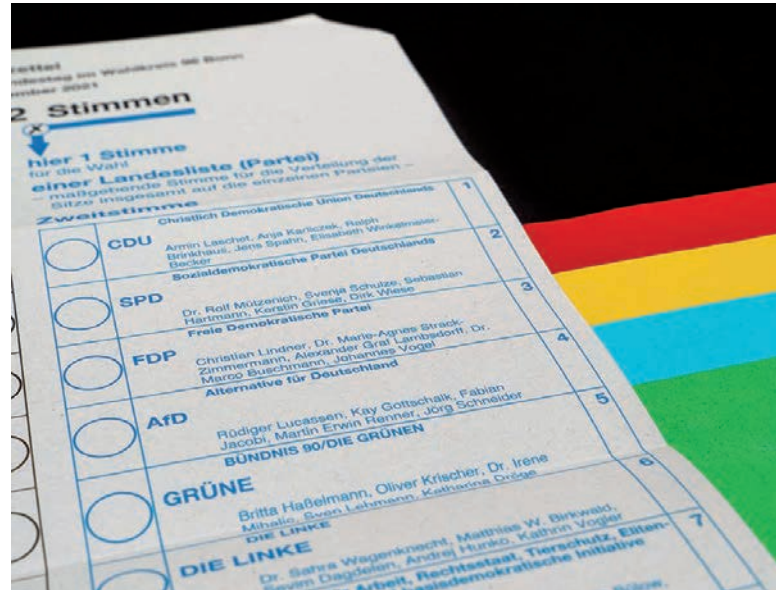 zettel
ndestag im Wahlkreis 96 Bonn
ember 2021
2 Stimmen
X
hier 1 Stimme
für die Wahl
einer Landesliste (Partei)
– maßgebende Stimme für die Verteilung der
Sitze insgesamt auf die einzelnen Parteien –
Zweitstimme
Christlich Demokratische Union Deutschlands 1
CDU Armin Laschet, Anja Karliczek, Ralph
Brinkhaus, Jens Spahn, Elisabeth Winkelmeier-
Becker
Sozialdemokratische Partei Deutschlands 2
SPD Dr. Rolf Mützenich, Svenja Schulze, Sebastian
Hartmann, Kerstin Griese, Dirk Wiese
Freie Demokratische Partei 3
FDP Christian Lindner, Dr. Marie-Agnes Strack-
Zimmermann, Alexander Graf Lambsdorff, Dr.
Marco Buschmann, Johannes Vogel
Alternative für Deutschland 4
AfD Rüdiger Lucassen, Kay Gottschalk, Fabian
Jacobi, Martin Erwin Renner, Jörg Schneider
BÜNDNIS 90/DIE GRÜNEN 5
GRÜNE Britta Haßelmann, Oliver Krischer, Dr. Irene
Mihalic, Sven Lehmann, Katharina Dröge
DIE LINKE 6
DIE LINKE Dr. Sahra Wagenknecht, Matthias W. Birkwald,
Sevim Dagdelen, Andrej Hunko, Kathrin Vogler
Arbeit, Rechtsstaat, Tierschutz, Eliten- 7
basisdemokratische Initiative